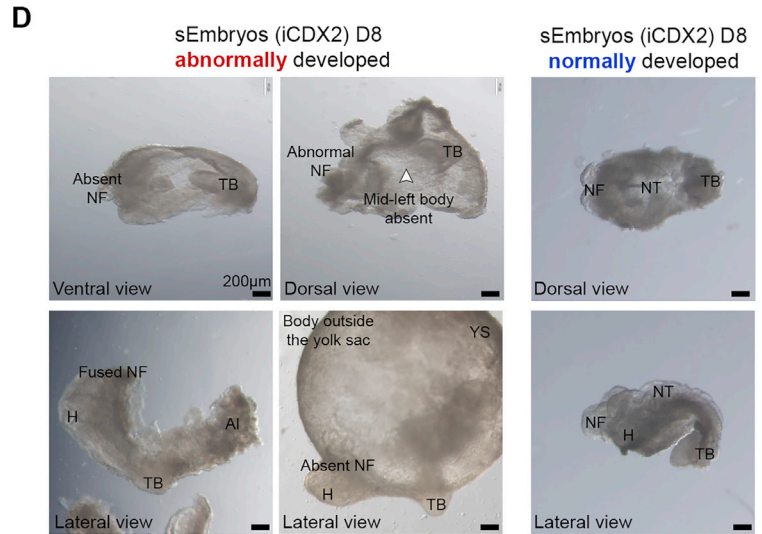 D
sEmbryos (iCDX2) D8
abnormally developed
sEmbryos (iCDX2) D8
normally developed
Absent
NF
TB
200μm
Ventral view
Abnormal
NF
TB
Mid-left body
absent
Dorsal view
NF
NT
TB
Dorsal view
Fused NF
H
Al
TB
Lateral view
Body outside
the yolk sac
YS
Absent NF
H
TB
Lateral view
NT
NF
H
TB
Lateral view